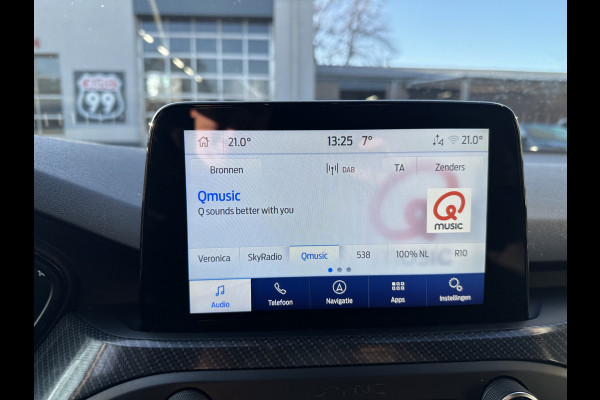 21.0° 13:25 7° 21.0°
Bronnen DAB TA Zenders
Qmusic
Q sounds better with you
Q
MUSIC
Veronica SkyRadio Qmusic 538 100% NL R10
Audio Telefoon Navigatie Apps Instellingen
99